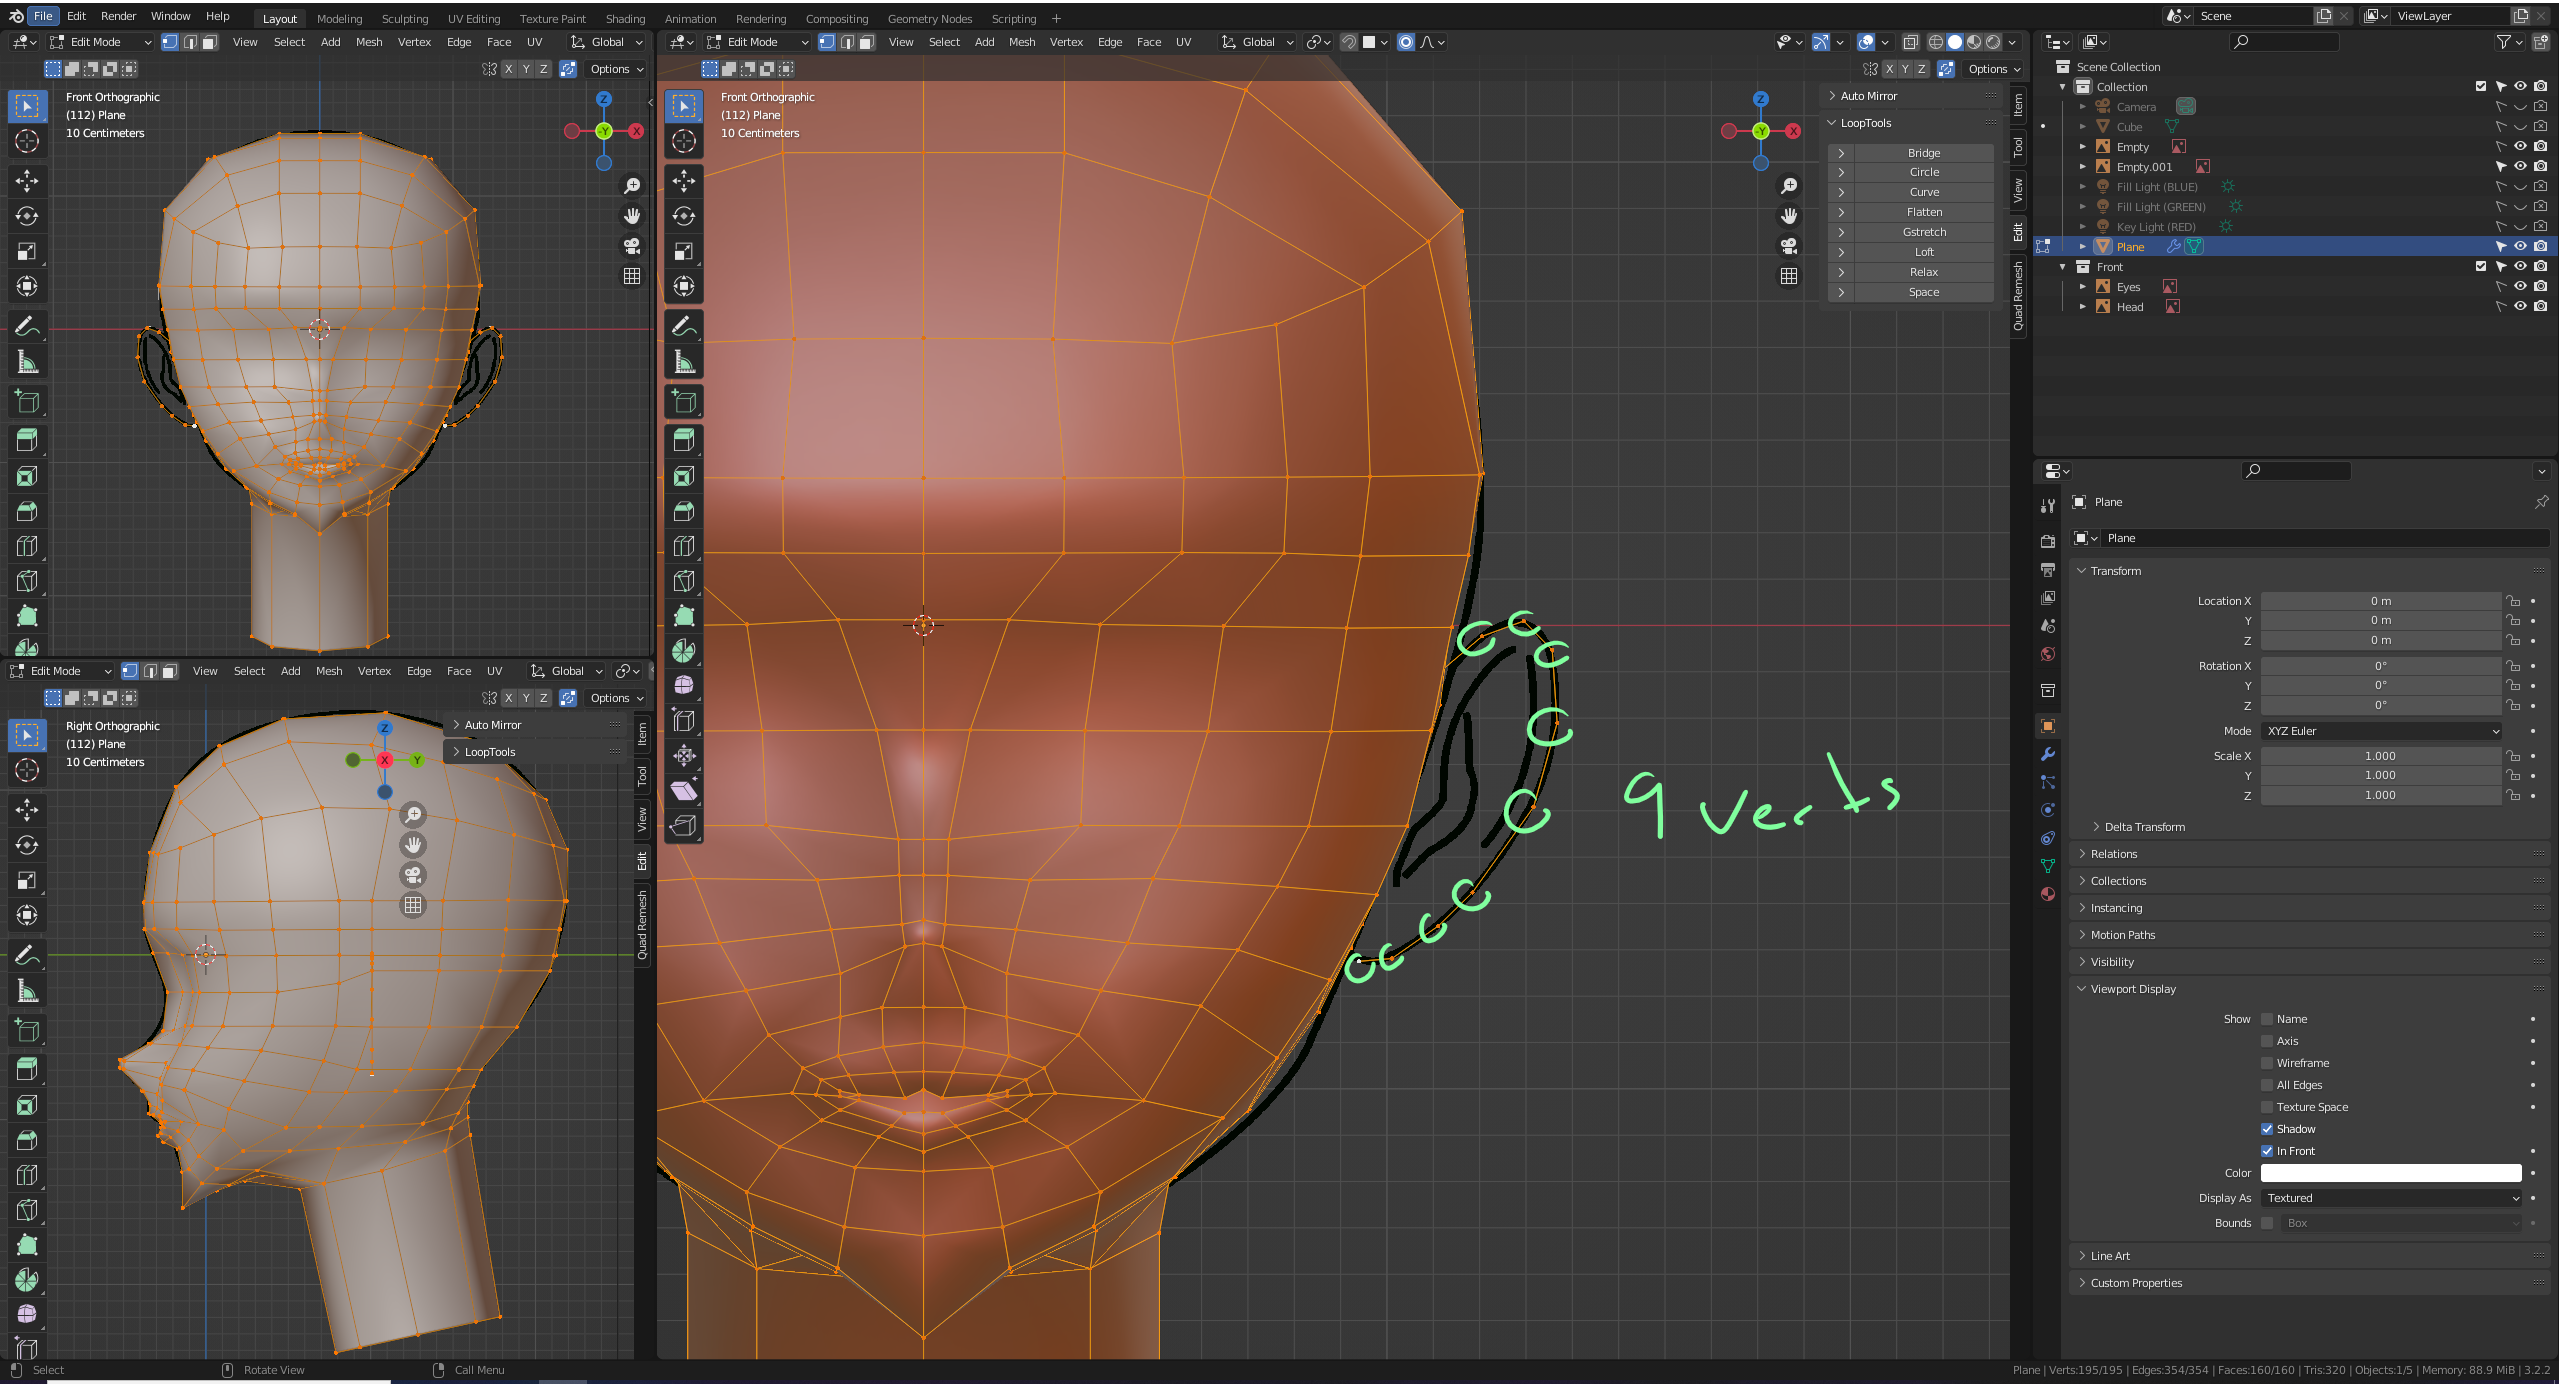 File Edit Render Window Help Layout Modeling Sculpting UV Editing Texture Paint Shading Animation Rendering Compositing Geometry Nodes Scripting + Scene ViewLayer
Edit Mode View Select Add Mesh Vertex Edge Face UV Global
X Y Z Options
Front Orthographic
(112) Plane
10 Centimeters
Z
-Y X
Edit Mode View Select Add Mesh Vertex Edge Face UV Global
X Y Z Options
Right Orthographic
(112) Plane
10 Centimeters
Auto Mirror
LoopTools
Z
X Y
Item
Tool
View
Edit
Quad Remesh
Edit Mode View Select Add Mesh Vertex Edge Face UV Global
X Y Z Options
Front Orthographic
(112) Plane
10 Centimeters
Z
-Y X
Auto Mirror
LoopTools
Bridge
Circle
Curve
Flatten
Gstretch
Loft
Relax
Space
Item
Tool
View
Edit
Quad Remesh
9 verts
Scene Collection
Collection
Camera
Cube
Empty
Empty.001
Fill Light (BLUE)
Fill Light (GREEN)
Key Light (RED)
Plane
Front
Eyes
Head
Plane
Plane
Transform
Location X 0 m
Y 0 m
Z 0 m
Rotation X 0°
Y 0°
Z 0°
Mode XYZ Euler
Scale X 1.000
Y 1.000
Z 1.000
Delta Transform
Relations
Collections
Instancing
Motion Paths
Visibility
Viewport Display
Show Name
Axis
Wireframe
All Edges
Texture Space
Shadow
In Front
Color
Display As Textured
Bounds Box
Line Art
Custom Properties
Select Rotate View Call Menu Plane | Verts:195/195 | Edges:354/354 | Faces:160/160 | Tris:320 | Objects:1/5 | Memory: 88.9 MiB | 3.2.2